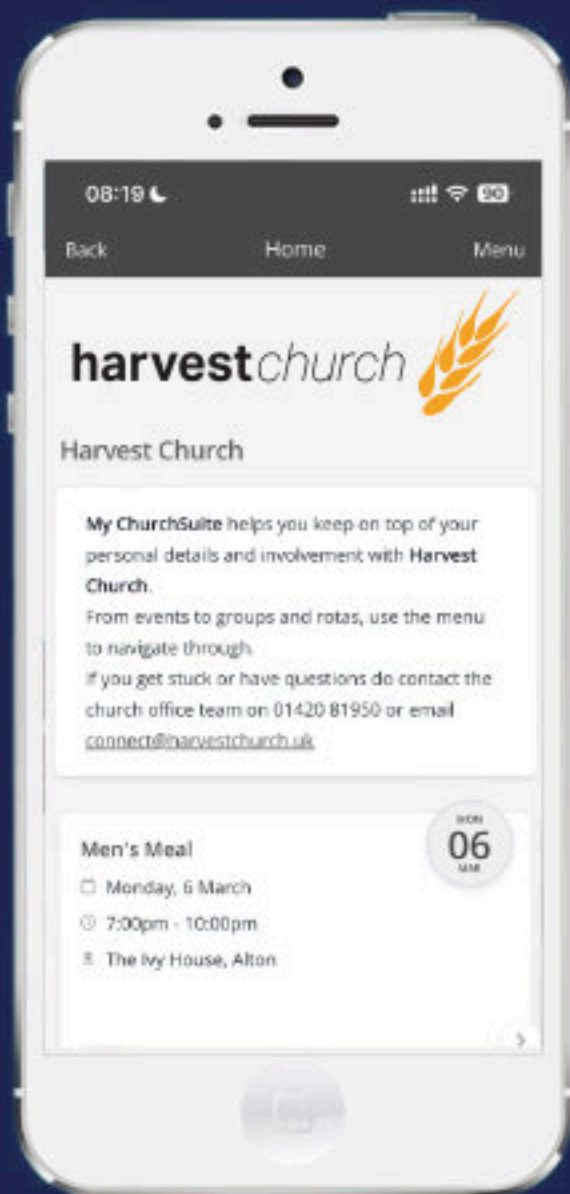 08:19
90
Back Home Menu
harvestchurch
Harvest Church
My ChurchSuite helps you keep on top of your
personal details and involvement with Harvest
Church.
From events to groups and rotas, use the menu
to navigate through.
If you get stuck or have questions do contact the
church office team on 01420 81950 or email
connect@harvestchurch.uk
Men's Meal
MON
06
MAR
Monday, 6 March
7:00pm - 10:00pm
The Ivy House, Alton